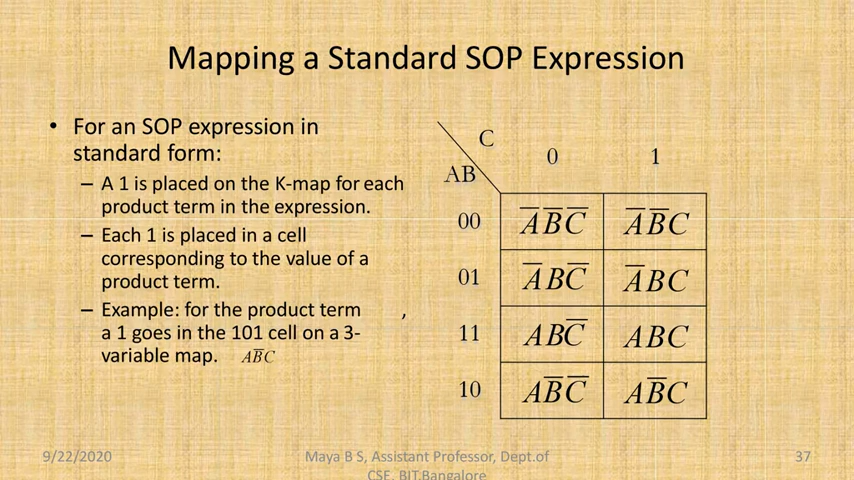 Mapping a Standard SOP Expression
• For an SOP expression in
standard form:
– A 1 is placed on the K-map for each
product term in the expression.
– Each 1 is placed in a cell
corresponding to the value of a
product term.
– Example: for the product term ,
a 1 goes in the 101 cell on a 3-
variable map. AB̅C
C
AB
0 1
00 A̅B̅C̅ A̅B̅C
01 A̅BC̅ A̅BC
11 ABC̅ ABC
10 AB̅C̅ AB̅C
9/22/2020
Maya B S, Assistant Professor, Dept.of
CSE, BIT,Bangalore
37